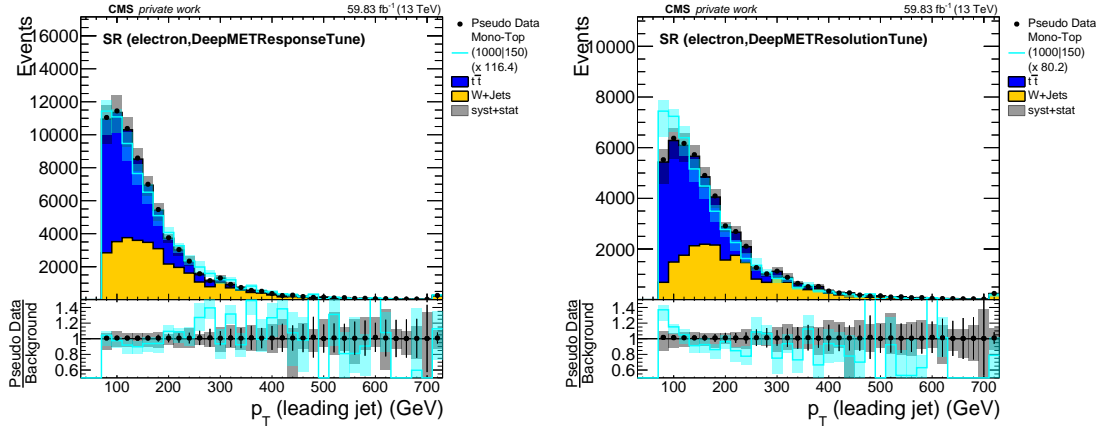 CMS private work 59.83 fb⁻¹ (13 TeV)
Events
16000
14000
12000
10000
8000
6000
4000
2000
SR (electron,DeepMETResponseTune)
Pseudo Data
Mono-Top
(1000|150)
(x 116.4)
tt̅
W+Jets
syst+stat
Pseudo Data
Background
1.4
1.2
1
0.8
0.6
100 200 300 400 500 600 700
p_T (leading jet) (GeV)
CMS private work 59.83 fb⁻¹ (13 TeV)
Events
10000
8000
6000
4000
2000
SR (electron,DeepMETResolutionTune)
Pseudo Data
Mono-Top
(1000|150)
(x 80.2)
tt̅
W+Jets
syst+stat
Pseudo Data
Background
1.4
1.2
1
0.8
0.6
100 200 300 400 500 600 700
p_T (leading jet) (GeV)